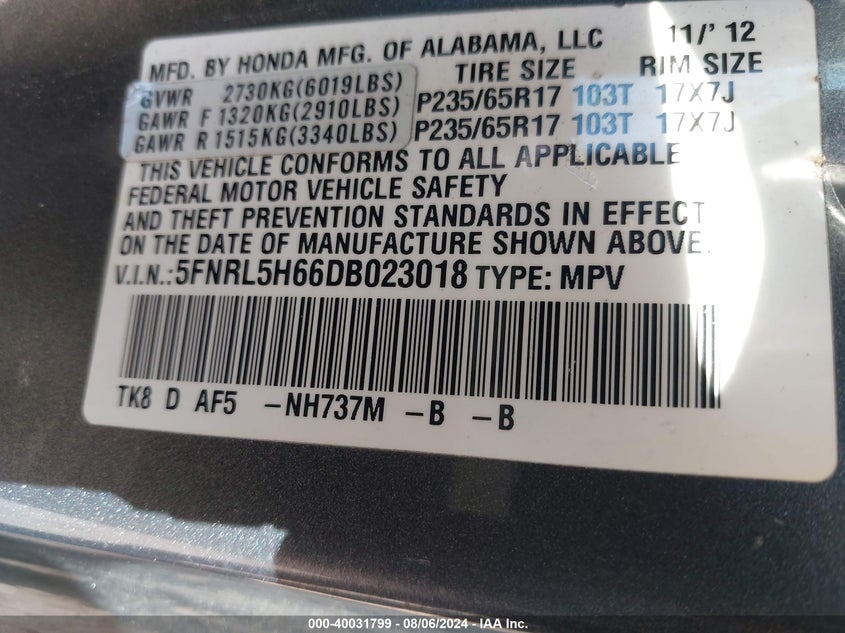 MFD. BY HONDA MFG. OF ALABAMA, LLC 11/' 12
TIRE SIZE RIM SIZE
GVWR 2730KG(6019LBS)
GAWR F 1320KG(2910LBS) P235/65R17 103T 17X7J
GAWR R 1515KG(3340LBS) P235/65R17 103T 17X7J
THIS VEHICLE CONFORMS TO ALL APPLICABLE
FEDERAL MOTOR VEHICLE SAFETY
AND THEFT PREVENTION STANDARDS IN EFFECT
ON THE DATE OF MANUFACTURE SHOWN ABOVE.
V.I.N.:5FNRL5H66DB023018 TYPE: MPV
TK8 D AF5 -NH737M -B -B
000-40031799 - 08/06/2024 - IAA Inc.